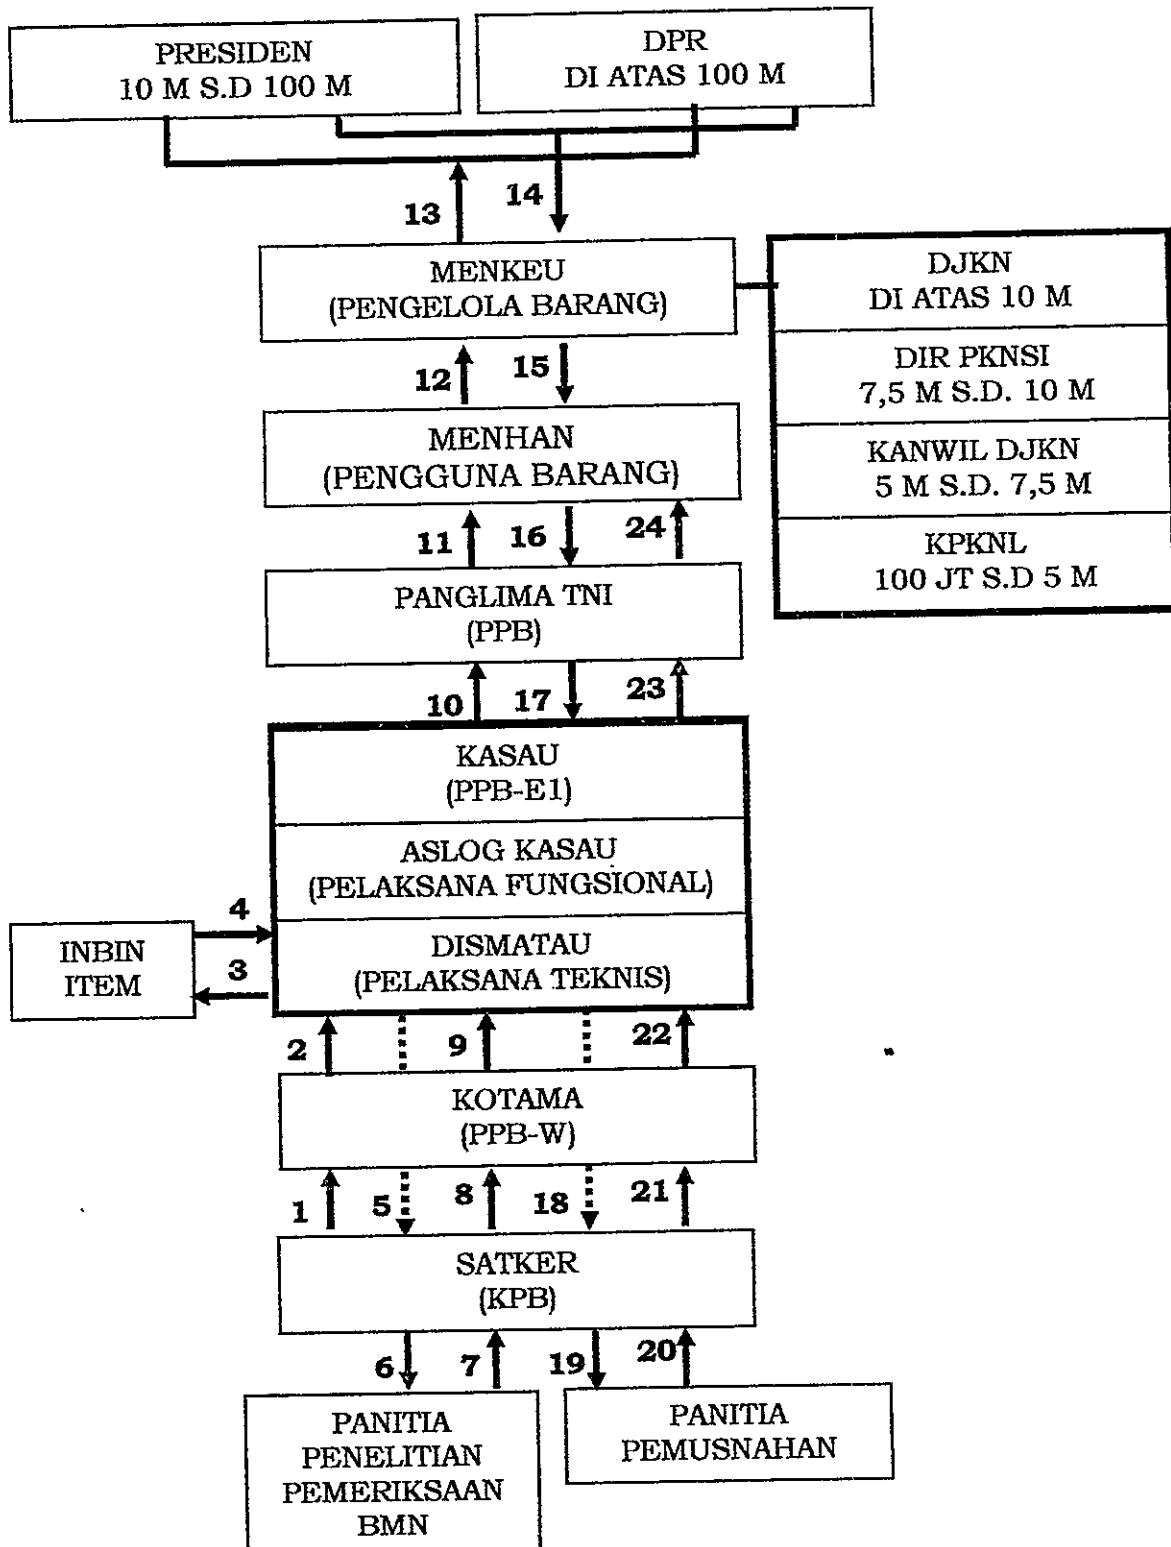 PRESIDEN
10 M S.D 100 M
DPR
DI ATAS 100 M
13
14
MENKEU
(PENGELOLA BARANG)
DJKN
DI ATAS 10 M
DIR PKNSI
7,5 M S.D. 10 M
KANWIL DJKN
5 M S.D. 7,5 M
KPKNL
100 JT S.D 5 M
12
15
MENHAN
(PENGGUNA BARANG)
11
16
24
PANGLIMA TNI
(PPB)
10
17
23
KASAU
(PPB-E1)
ASLOG KASAU
(PELAKSANA FUNGSIONAL)
DISMATAU
(PELAKSANA TEKNIS)
4
3
INBIN
ITEM
2
9
22
KOTAMA
(PPB-W)
1
5
8
18
21
SATKER
(KPB)
6
7
19
20
PANITIA
PENELITIAN
PEMERIKSAAN
BMN
PANITIA
PEMUSNAHAN